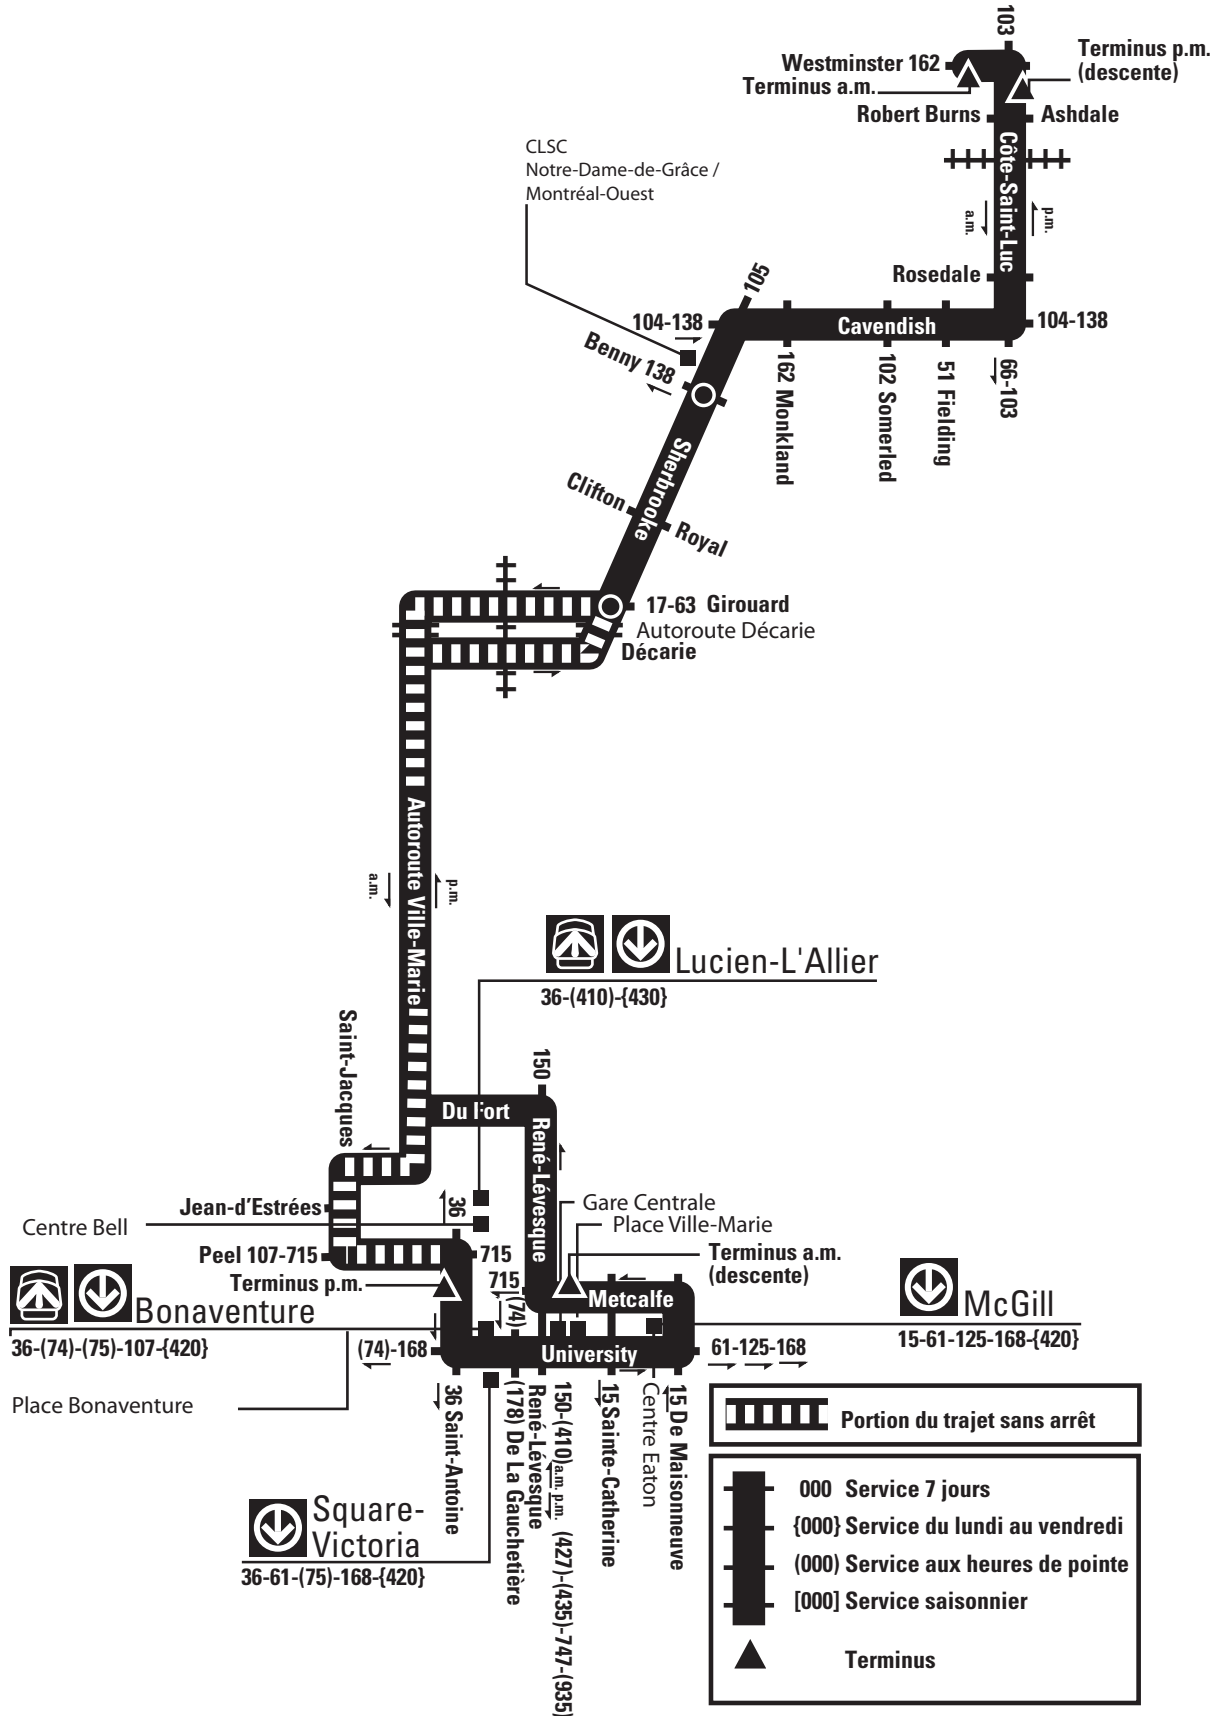 103
Westminster 162
Terminus a.m.
Terminus p.m.
(descente)
Robert Burns
Ashdale
Côte-Saint-Luc
CLSC
Notre-Dame-de-Grâce /
Montréal-Ouest
a.m.
p.m.
Rosedale
105
104-138
Cavendish
104-138
Benny 138
162 Monkland
102 Somerled
51 Fielding
66-103
Sherbrooke
Clifton
Royal
17-63 Girouard
Autoroute Décarie
Décarie
Autoroute Ville-Marie
a.m.
p.m.
Lucien-L'Allier
36-(410)-{430}
Saint-Jacques
150
Du Fort
René-Lévesque
Jean-d'Estrées
36
Gare Centrale
Centre Bell
Place Ville-Marie
Peel 107-715
715
Terminus p.m.
715
(74)
Terminus a.m.
(descente)
Metcalfe
Bonaventure
36-(74)-(75)-107-{420}
McGill
15-61-125-168-{420}
(74)-168
University
61-125-168
Place Bonaventure
36 Saint-Antoine
(178) De La Gauchetière
René-Lévesque
150-(410) a.m. p.m. (427)-(435)-747-(935)
15 Sainte-Catherine
Centre Eaton
15 De Maisonneuve
Square-
Victoria
36-61-(75)-168-{420}
Portion du trajet sans arrêt
000 Service 7 jours
{000} Service du lundi au vendredi
(000) Service aux heures de pointe
[000] Service saisonnier
Terminus